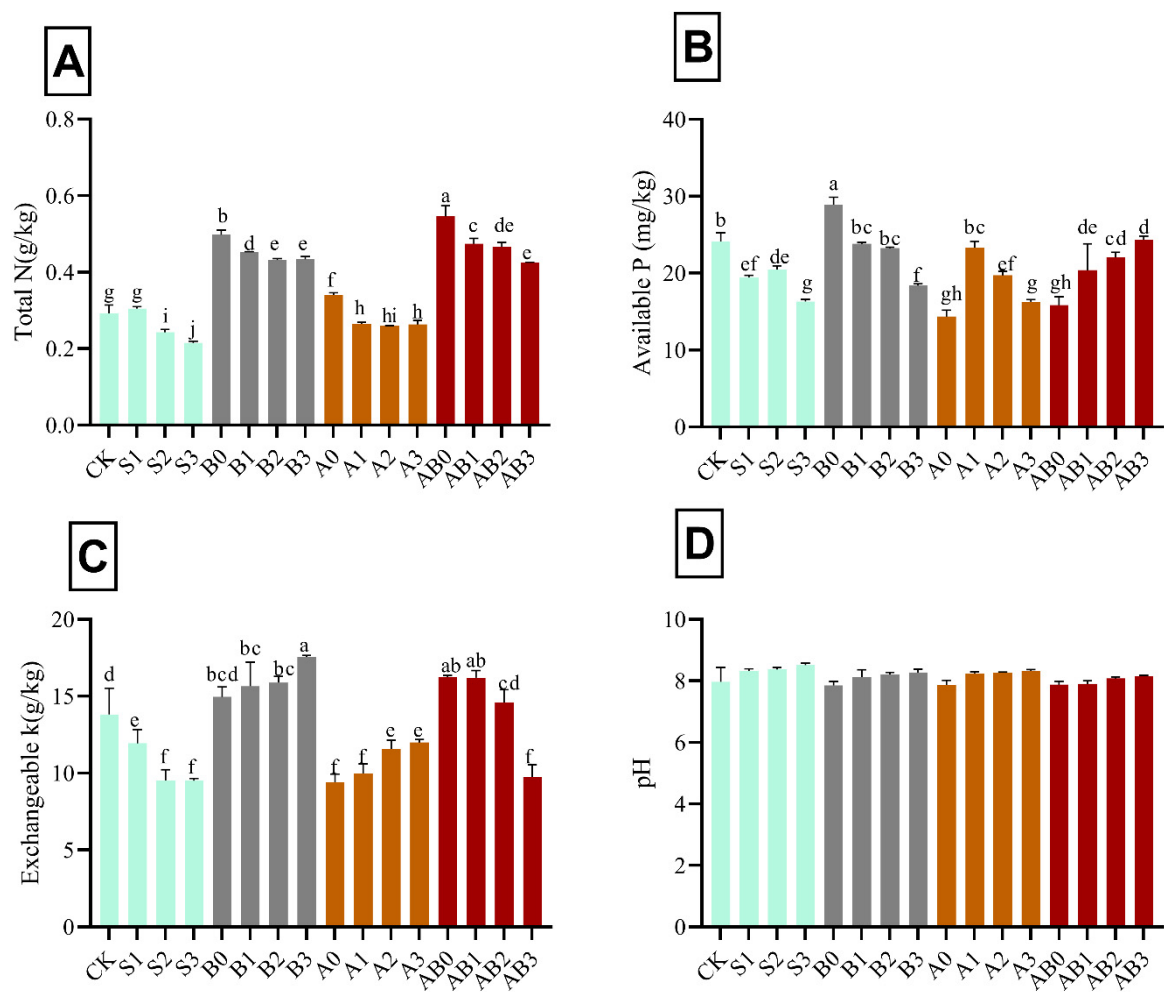 A
Total N(g/kg)
0.8
0.6
0.4
0.2
0.0
g g i j b d e e f h hi h a c de e
CK S1 S2 S3 B0 B1 B2 B3 A0 A1 A2 A3 AB0 AB1 AB2 AB3
B
Available P (mg/kg)
40
30
20
10
0
b ef de g a bc bc f gh bc ef g gh de cd d
CK S1 S2 S3 B0 B1 B2 B3 A0 A1 A2 A3 AB0 AB1 AB2 AB3
C
Exchangeable k(g/kg)
20
15
10
5
0
d e f f bcd bc bc a f f e e ab ab cd f
CK S1 S2 S3 B0 B1 B2 B3 A0 A1 A2 A3 AB0 AB1 AB2 AB3
D
pH
10
8
6
4
2
0
CK S1 S2 S3 B0 B1 B2 B3 A0 A1 A2 A3 AB0 AB1 AB2 AB3